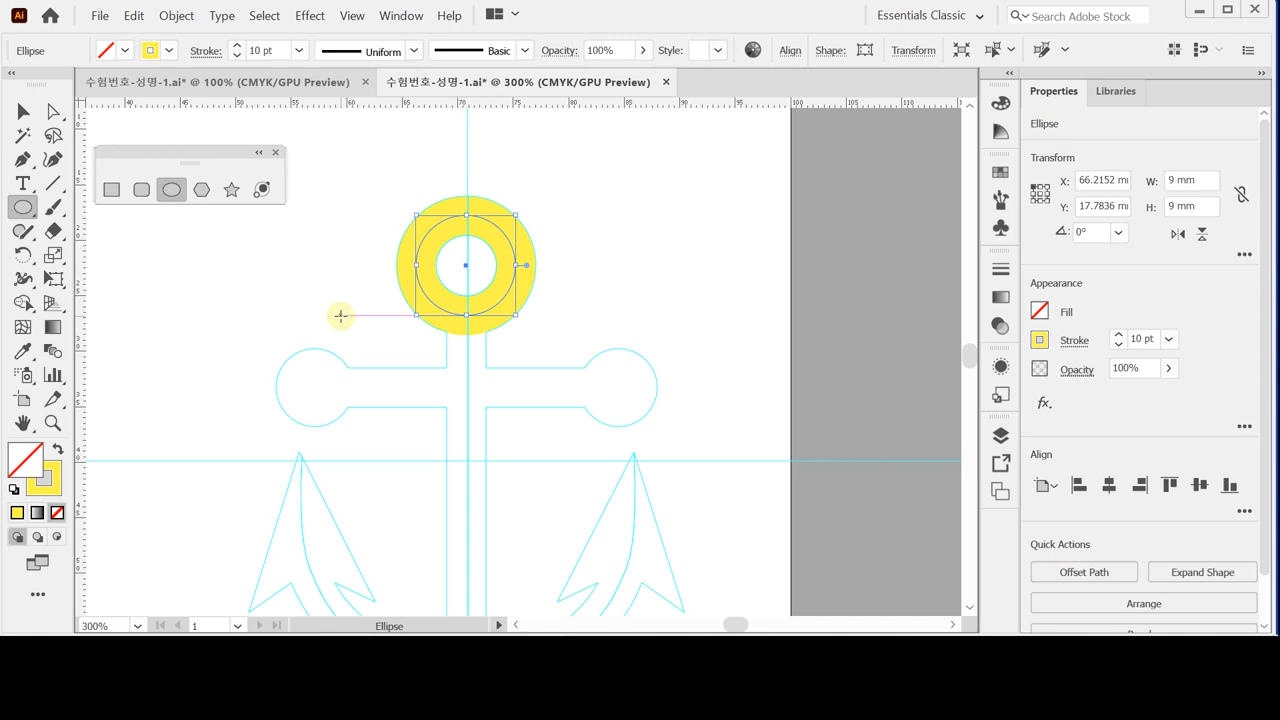 Ai File Edit Object Type Select Effect View Window Help Essentials Classic Search Adobe Stock
Ellipse Stroke: 10 pt Uniform Basic Opacity: 100% Style: Align Shape: Transform
수험번호-성명-1.ai* @ 100% (CMYK/GPU Preview) 수험번호-성명-1.ai* @ 300% (CMYK/GPU Preview)
Properties Libraries
Ellipse
Transform
X: 66.2152 m W: 9 mm
Y: 17.7836 m H: 9 mm
0°
Appearance
Fill
Stroke 10 pt
Opacity 100%
fx.
Align
Quick Actions
Offset Path Expand Shape
Arrange
300% 1 Ellipse